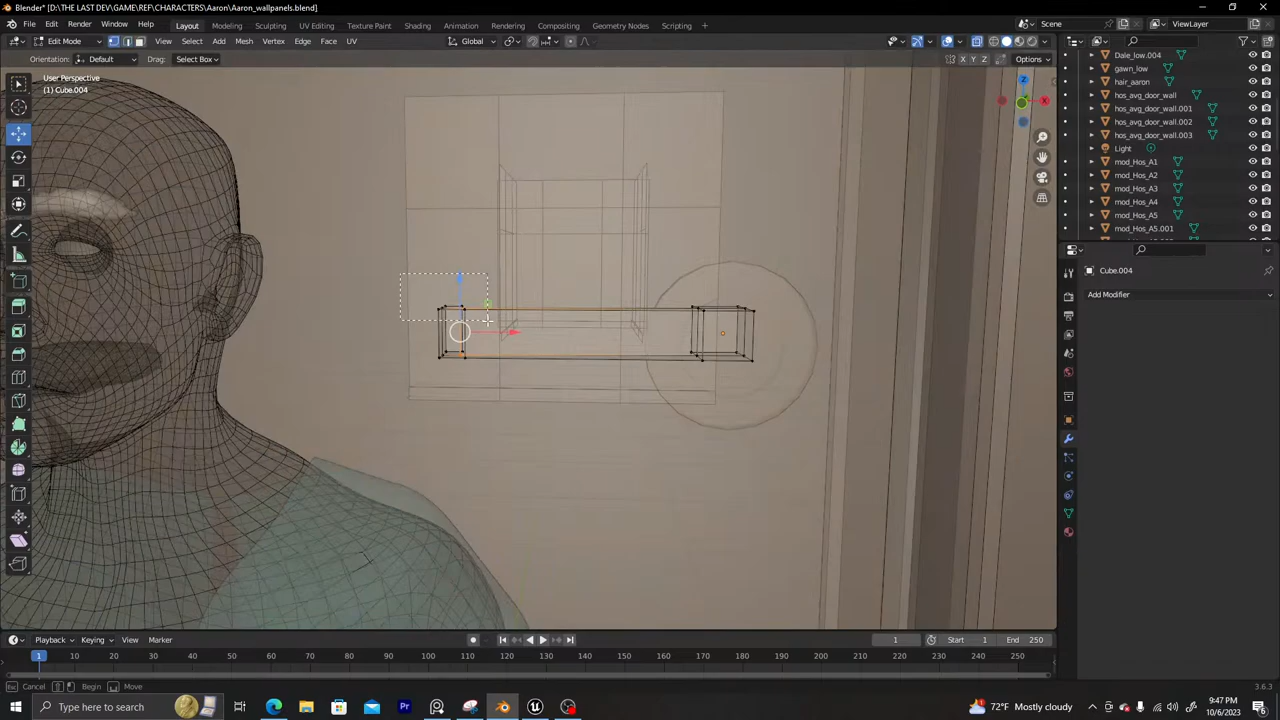 Blender* [D:\THE LAST DEV\GAME\REF\CHARACTERS\Aaron\Aaron_wallpanels.blend]
File Edit Render Window Help Layout Modeling Sculpting UV Editing Texture Paint Shading Animation Rendering Compositing Geometry Nodes Scripting + Scene ViewLayer
Edit Mode View Select Add Mesh Vertex Edge Face UV Global
Orientation: Default Drag: Select Box X Y Z Options
User Perspective
(1) Cube.004
Z
X
Dale_low.004
gawn_low
hair_aaron
hos_avg_door_wall
hos_avg_door_wall.001
hos_avg_door_wall.002
hos_avg_door_wall.003
Light
mod_Hos_A1
mod_Hos_A2
mod_Hos_A3
mod_Hos_A4
mod_Hos_A5
mod_Hos_A5.001
Cube.004
Add Modifier
Playback Keying View Marker 1 Start 1 End 250
1 10 20 30 40 50 60 70 80 90 100 110 120 130 140 150 160 170 180 190 200 210 220 230 240 250
Cancel Begin Move 3.6.3
Type here to search Pr 72°F Mostly cloudy 9:47 PM
10/6/2023